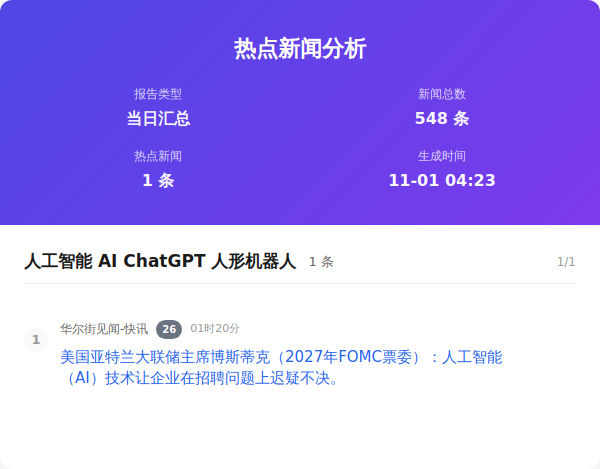 热点新闻分析
报告类型
新闻总数
当日汇总
548 条
热点新闻
生成时间
1 条
11-01 04:23
人工智能 AI ChatGPT 人形机器人 1 条 1/1
1 华尔街见闻-快讯 26 01时20分
美国亚特兰大联储主席博斯蒂克（2027年FOMC票委）：人工智能
（AI）技术让企业在招聘问题上迟疑不决。